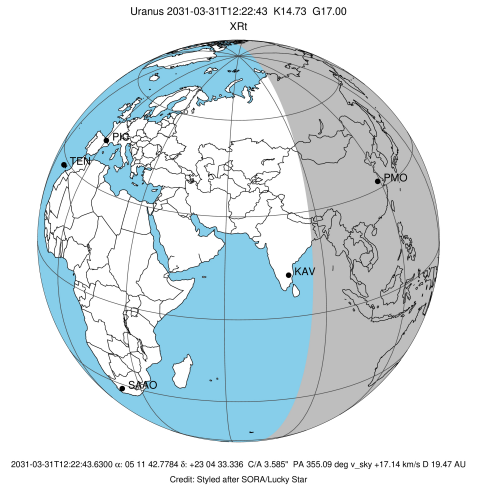 Uranus 2031-03-31T12:22:43 K14.73 G17.00
XRt
PIC
TEN
PMO
KAV
SAAO
2031-03-31T12:22:43.6300 α: 05 11 42.7784 δ: +23 04 33.336 C/A 3.585" PA 355.09 deg v_sky +17.14 km/s D 19.47 AU
Credit: Styled after SORA/Lucky Star